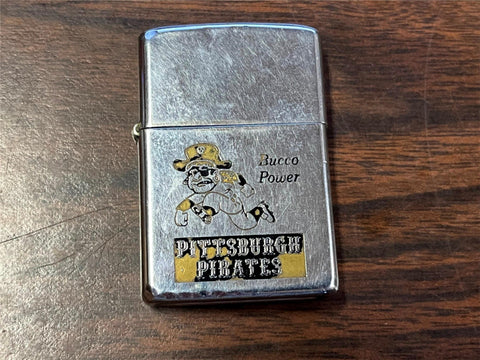 Bucco
Power
PITTSBURGH
PIRATES